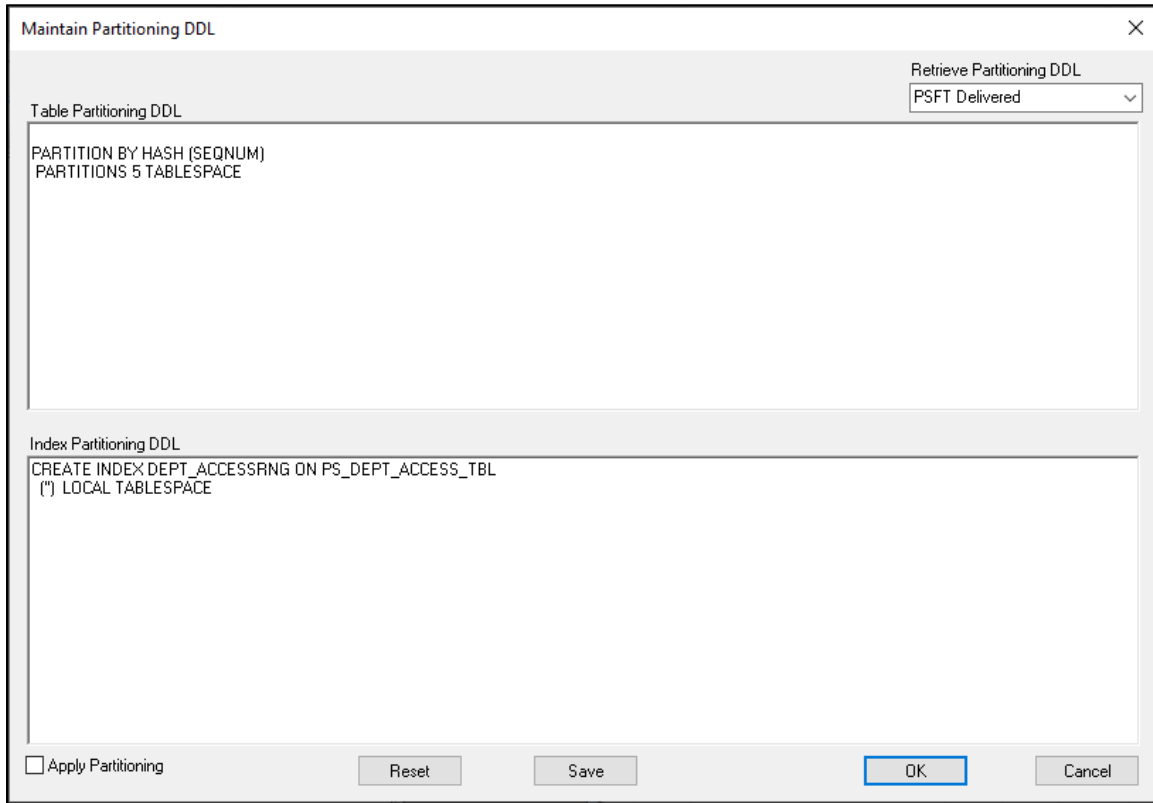 Maintain Partitioning DDL
Retrieve Partitioning DDL
PSFT Delivered
Table Partitioning DDL
PARTITION BY HASH (SEQNUM)
PARTITIONS 5 TABLESPACE
Index Partitioning DDL
CREATE INDEX DEPT_ACCESSRNG ON PS_DEPT_ACCESS_TBL
(") LOCAL TABLESPACE
Apply Partitioning
Reset
Save
OK
Cancel